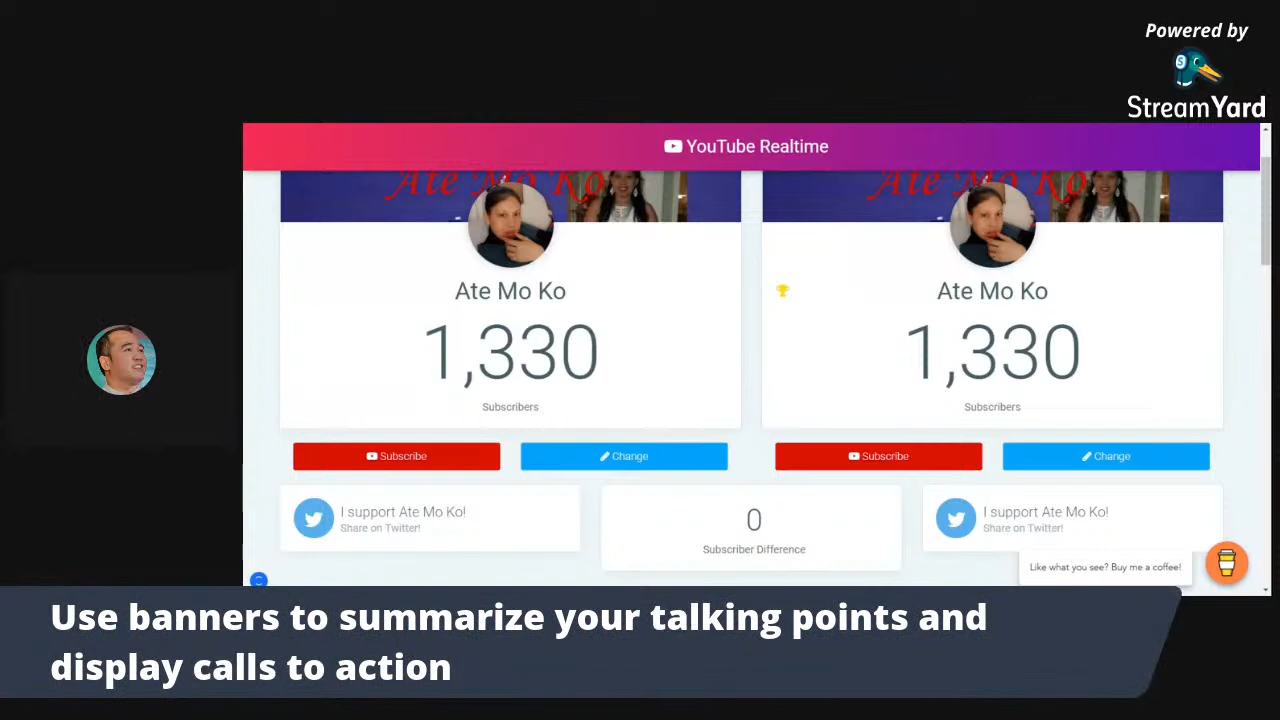 Powered by
StreamYard
YouTube Realtime
Ate Mo Ko
Ate Mo Ko
Ate Mo Ko
1,330
Subscribers
Subscribe
Change
Ate Mo Ko
1,330
Subscribers
Subscribe
Change
I support Ate Mo Ko!
Share on Twitter!
0
Subscriber Difference
I support Ate Mo Ko!
Share on Twitter!
Like what you see? Buy me a coffee!
Use banners to summarize your talking points and
display calls to action